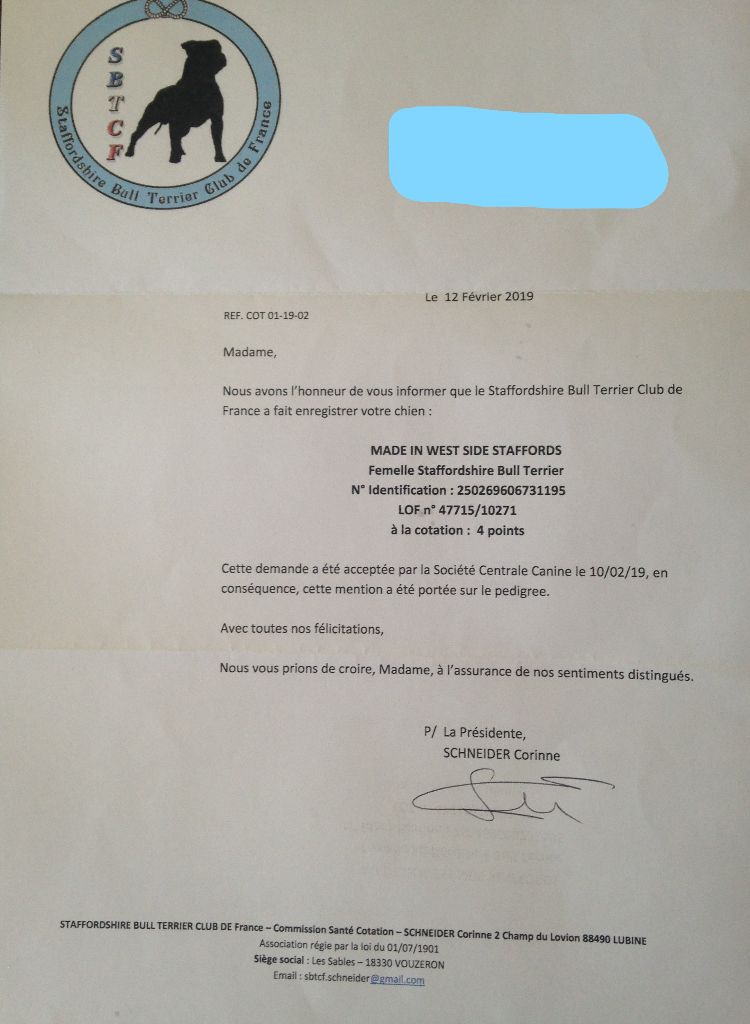 SBTCF
Staffordshire Bull Terrier Club de France
Le 12 Février 2019
REF. COT 01-19-02
Madame,
Nous avons l'honneur de vous informer que le Staffordshire Bull Terrier Club de
France a fait enregistrer votre chien :
MADE IN WEST SIDE STAFFORDS
Femelle Staffordshire Bull Terrier
N° Identification : 250269606731195
LOF n° 47715/10271
à la cotation : 4 points
Cette demande a été acceptée par la Société Centrale Canine le 10/02/19, en
conséquence, cette mention a été portée sur le pedigree.
Avec toutes nos félicitations,
Nous vous prions de croire, Madame, à l'assurance de nos sentiments distingués.
P/ La Présidente,
SCHNEIDER Corinne
STAFFORDSHIRE BULL TERRIER CLUB DE France – Commission Santé Cotation – SCHNEIDER Corinne 2 Champ du Lovion 88490 LUBINE
Association régie par la loi du 01/07/1901
Siège social : Les Sables – 18330 VOUZERON
Email : sbtcf.schneider@gmail.com